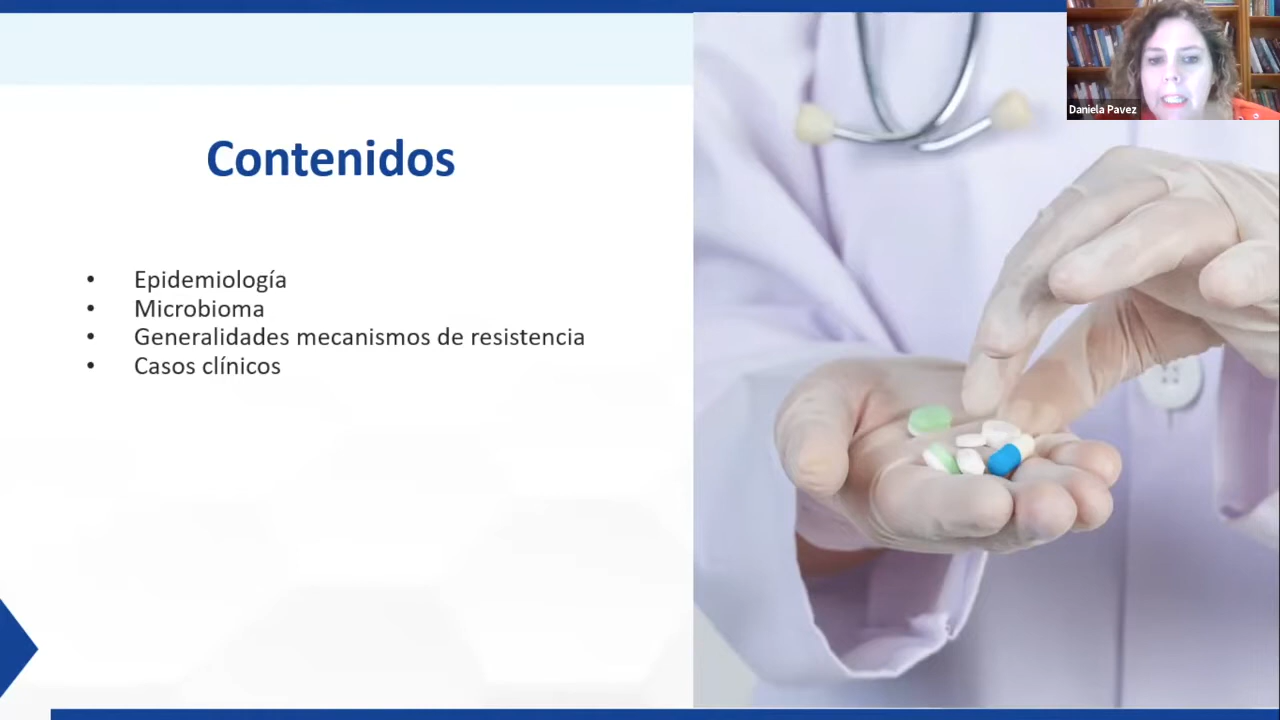 Contenidos
• Epidemiología
• Microbioma
• Generalidades mecanismos de resistencia
• Casos clínicos
Daniela Pavez